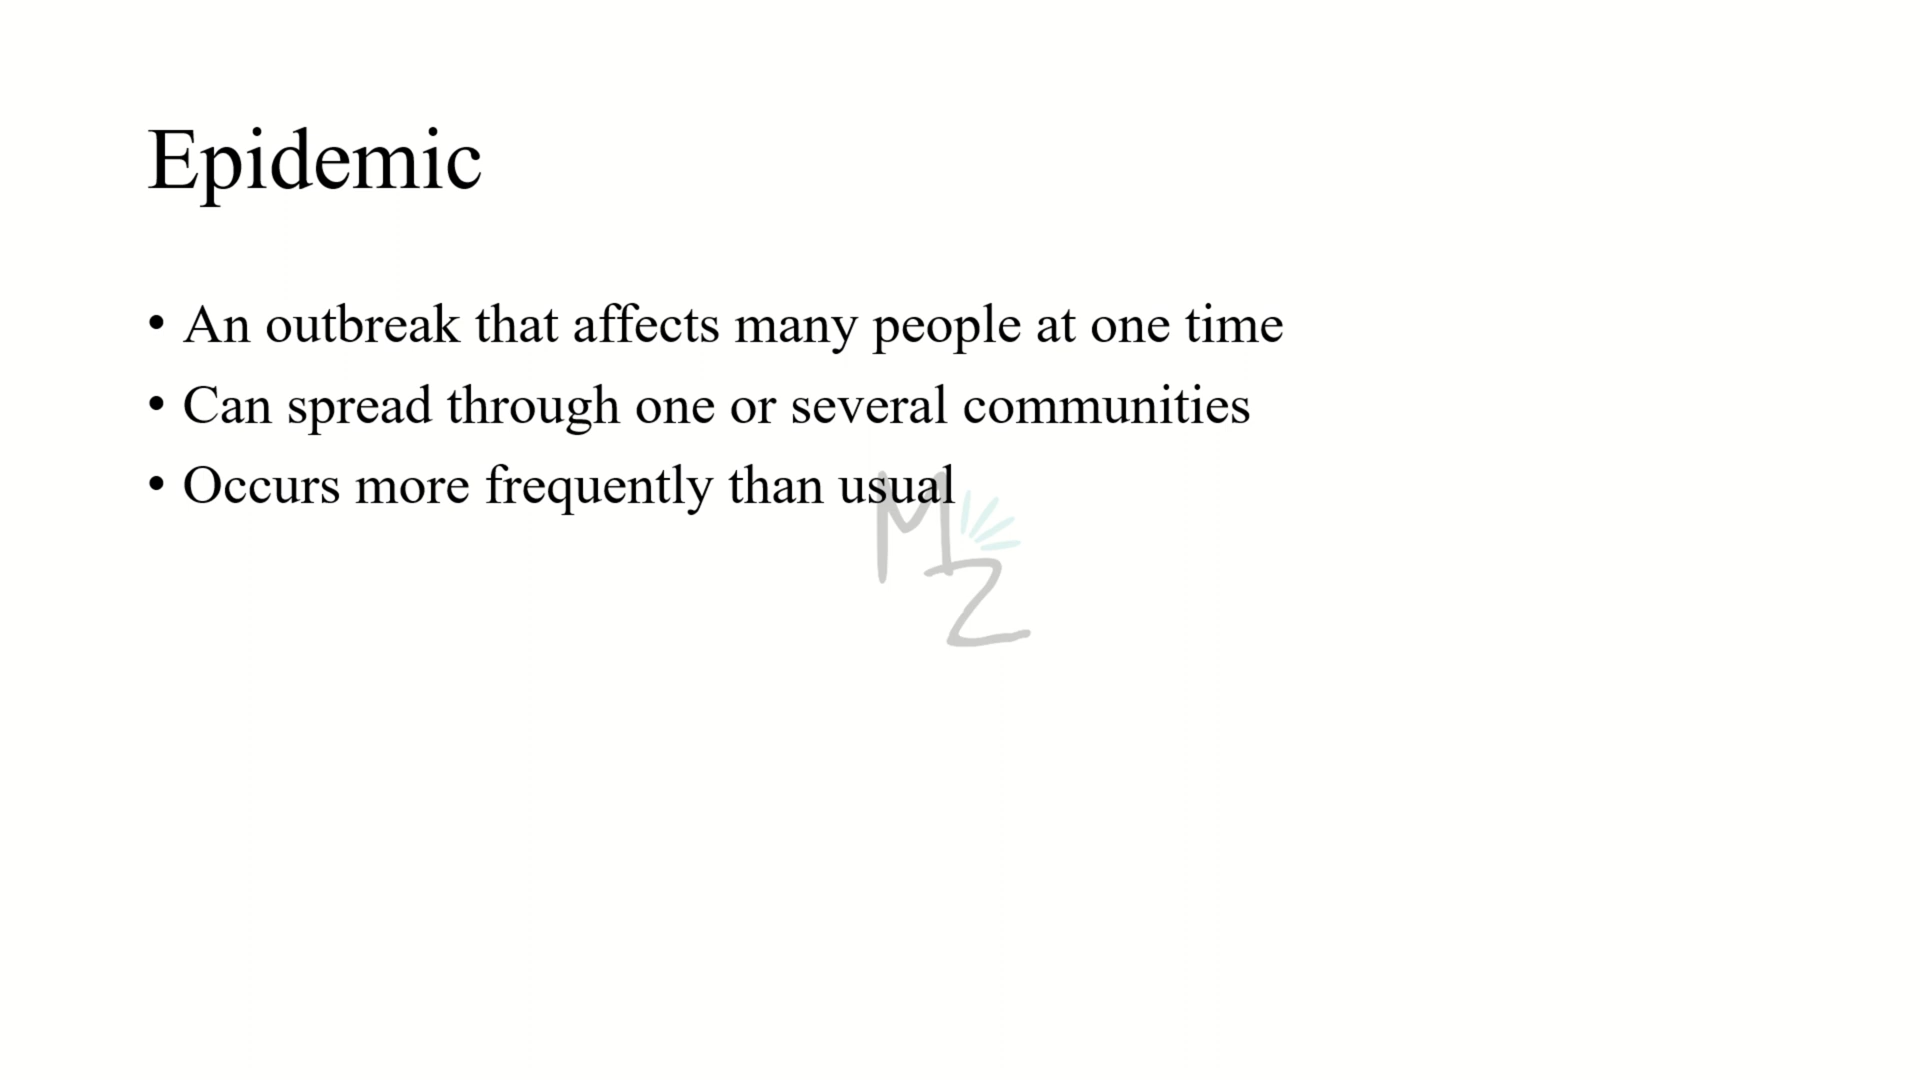 Epidemic
• An outbreak that affects many people at one time
• Can spread through one or several communities
• Occurs more frequently than usual
MZ